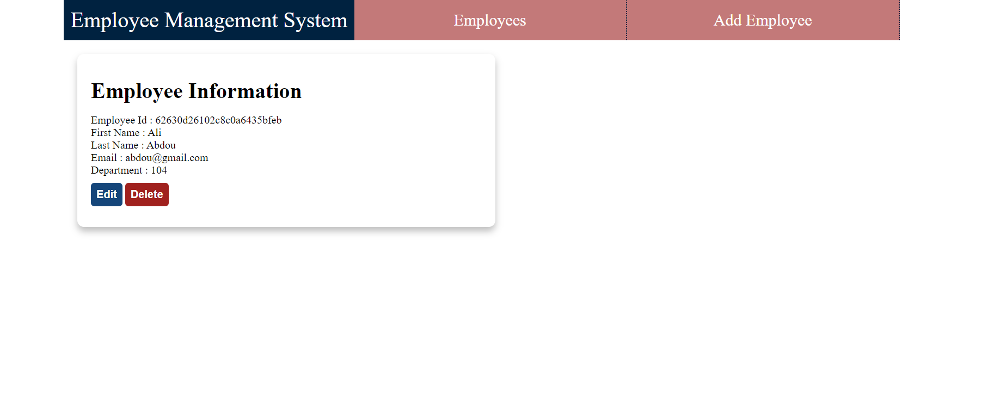 Employee Management System
Employees
Add Employee
Employee Information
Employee Id : 62630d26102c8c0a6435bfeb
First Name : Ali
Last Name : Abdou
Email : abdou@gmail.com
Department : 104
Edit
Delete